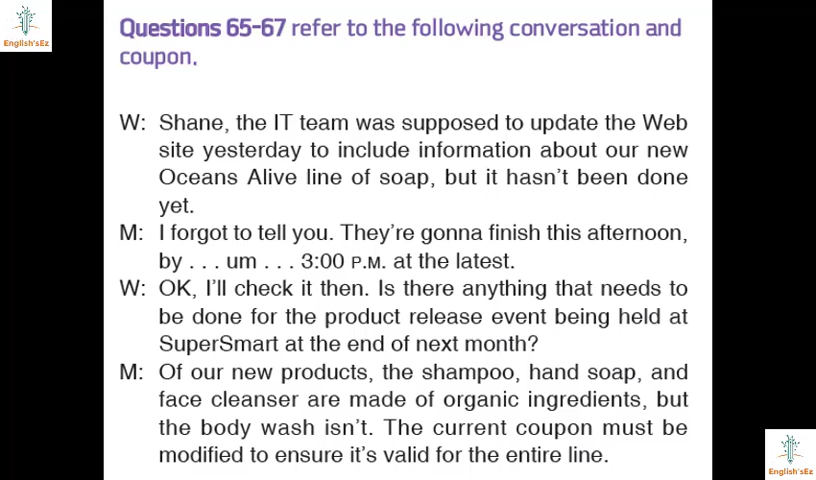 English'sEz
Questions 65-67 refer to the following conversation and
coupon.
W: Shane, the IT team was supposed to update the Web
site yesterday to include information about our new
Oceans Alive line of soap, but it hasn't been done
yet.
M: I forgot to tell you. They're gonna finish this afternoon,
by . . . um . . . 3:00 P.M. at the latest.
W: OK, I'll check it then. Is there anything that needs to
be done for the product release event being held at
SuperSmart at the end of next month?
M: Of our new products, the shampoo, hand soap, and
face cleanser are made of organic ingredients, but
the body wash isn't. The current coupon must be
modified to ensure it's valid for the entire line.
English'sEz